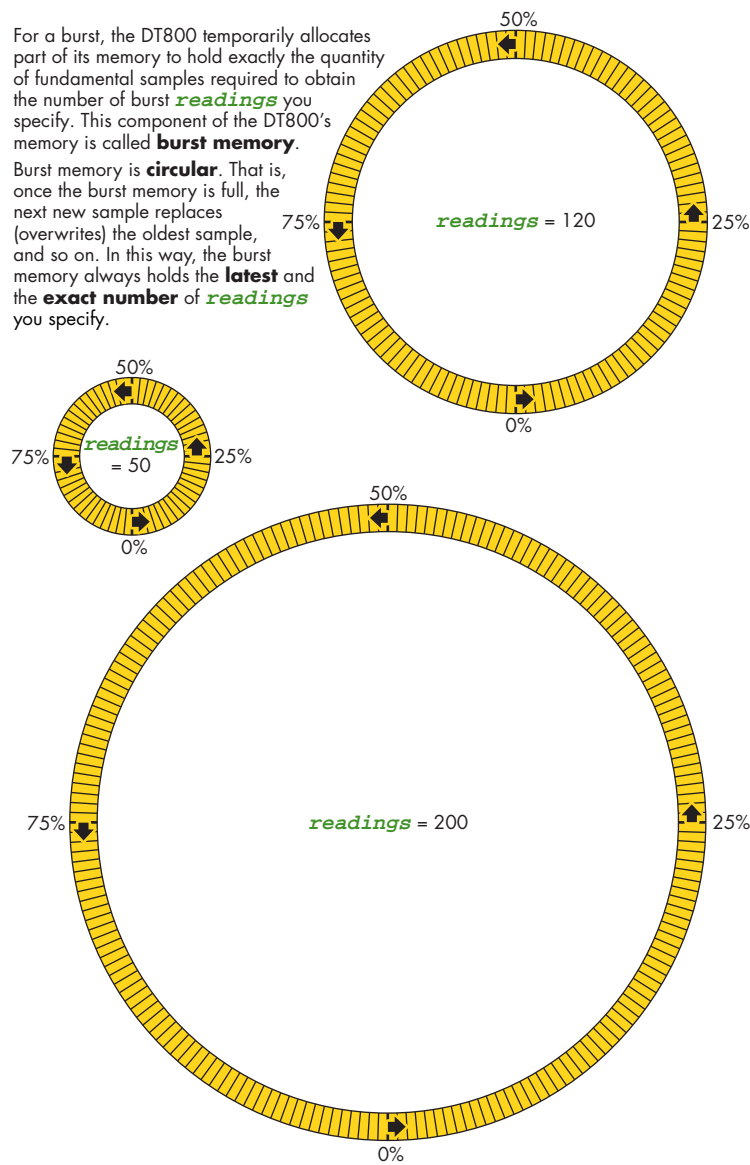 For a burst, the DT800 temporarily allocates
part of its memory to hold exactly the quantity
of fundamental samples required to obtain
the number of burst readings you
specify. This component of the DT800's
memory is called burst memory.
Burst memory is circular. That is,
once the burst memory is full, the
next new sample replaces
(overwrites) the oldest sample,
and so on. In this way, the burst
memory always holds the latest and
the exact number of readings
you specify.
50%
75%
readings = 120
25%
0%
50%
75%
readings
= 50
25%
0%
50%
75%
readings = 200
25%
0%